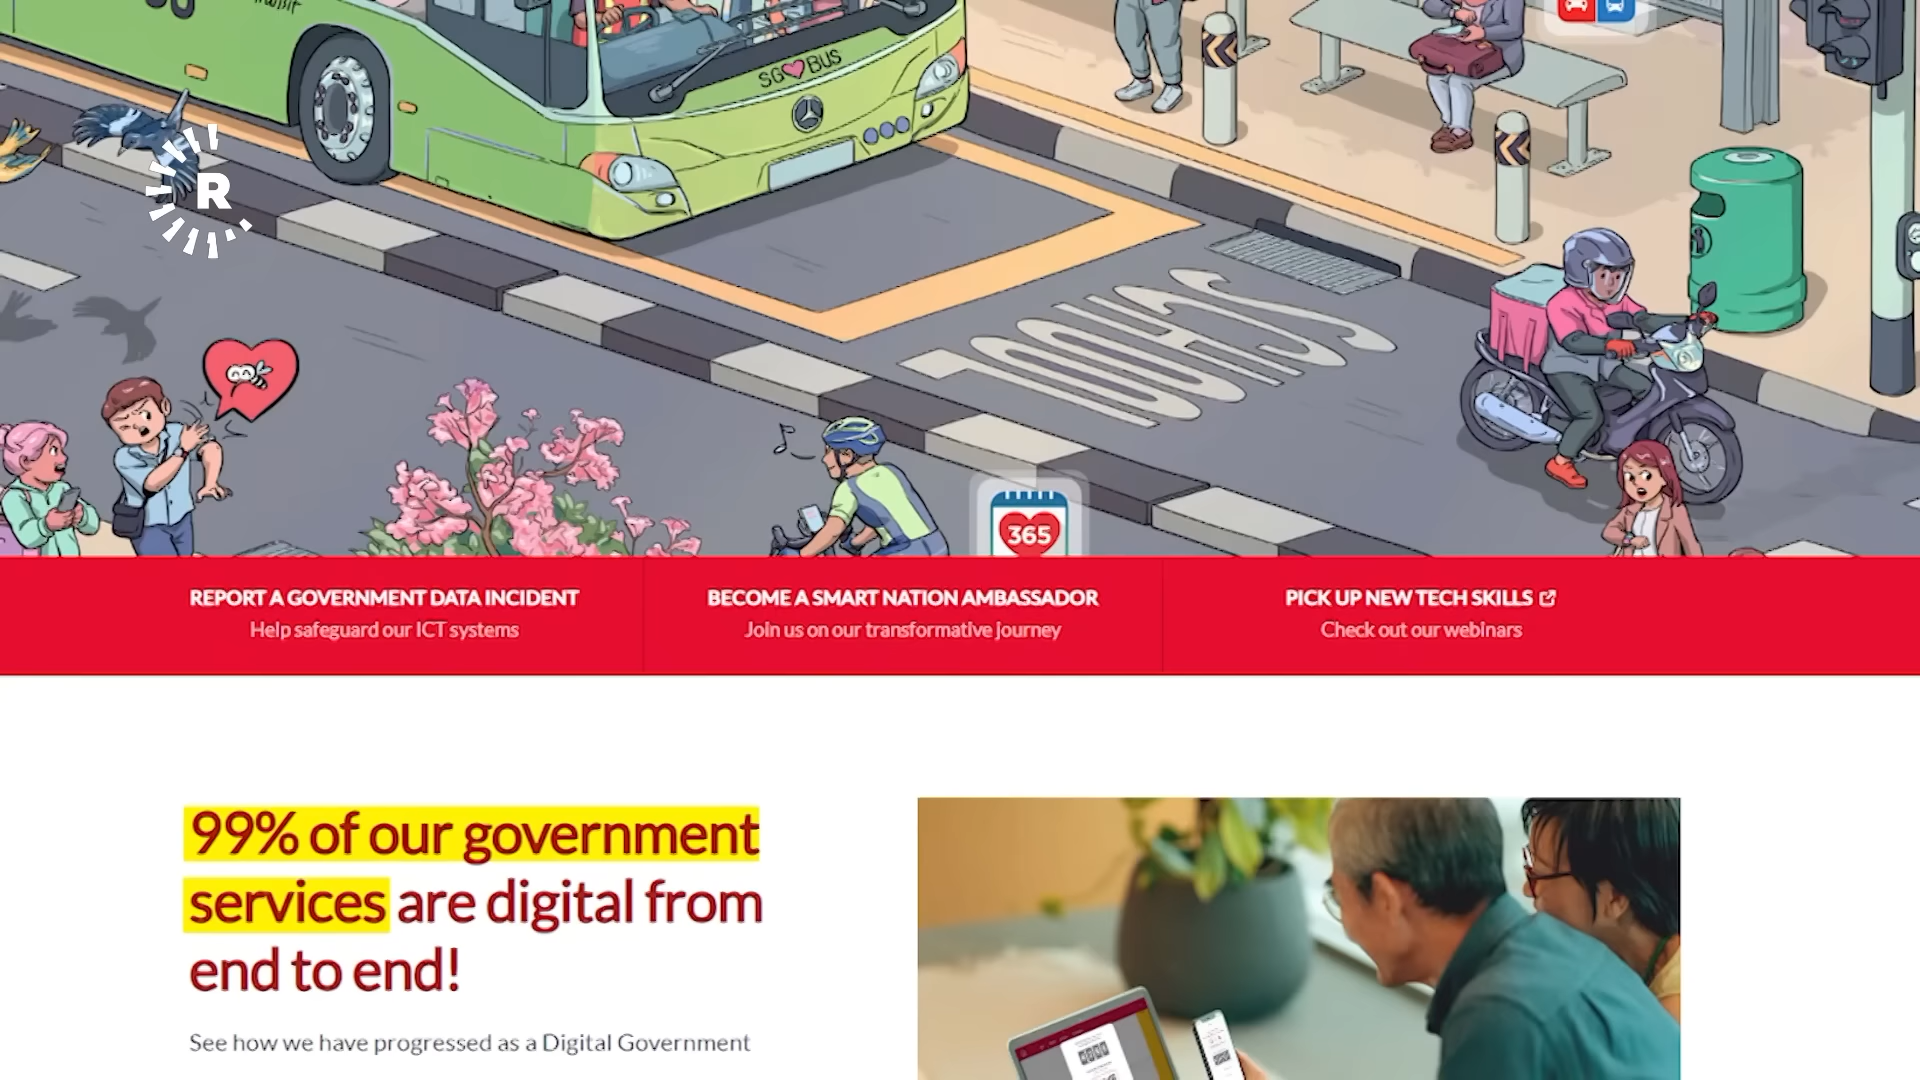 SG BUS
R
SCHOOL
365
REPORT A GOVERNMENT DATA INCIDENT
Help safeguard our ICT systems
BECOME A SMART NATION AMBASSADOR
Join us on our transformative journey
PICK UP NEW TECH SKILLS
Check out our webinars
99% of our government
services are digital from
end to end!
See how we have progressed as a Digital Government